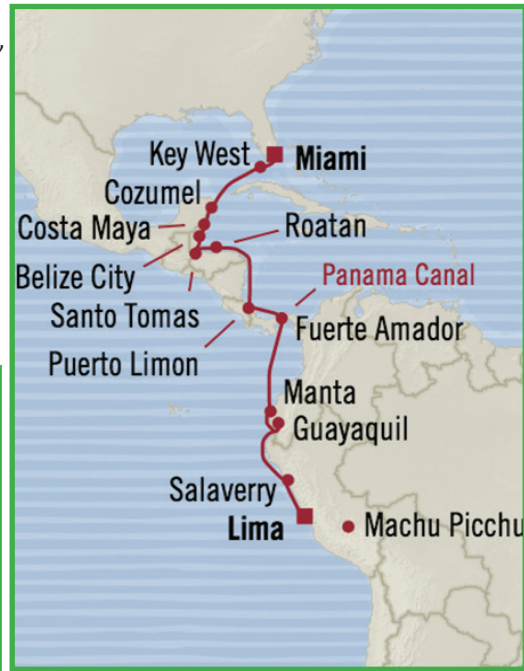 Key West
Miami
Cozumel
Costa Maya
Roatan
Belize City
Panama Canal
Santo Tomas
Fuerte Amador
Puerto Limon
Manta
Guayaquil
Salaverry
Lima
Machu Picchu